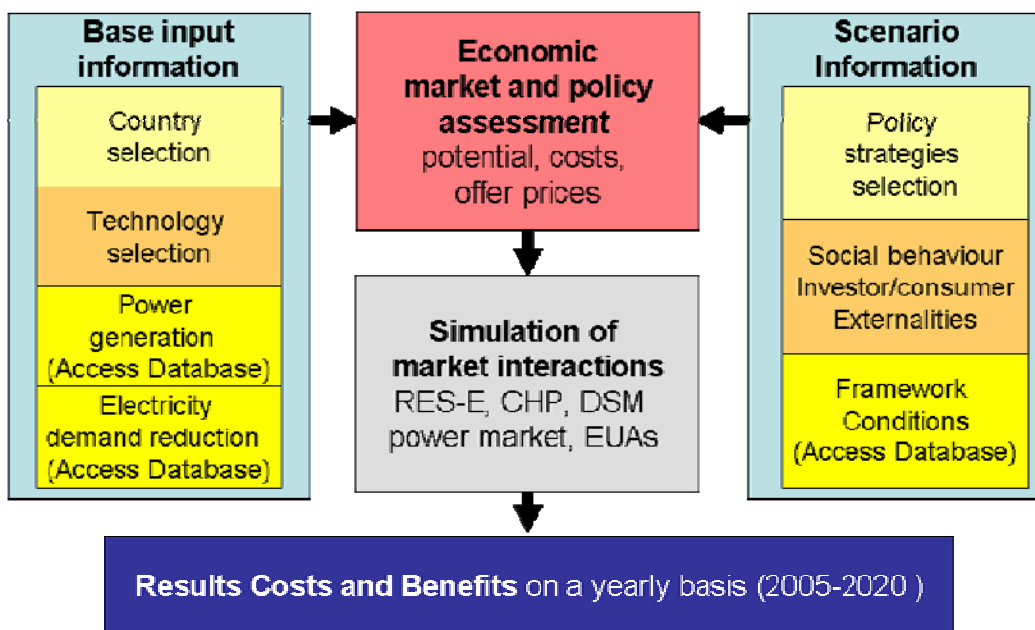 Base input
information
Country
selection
Technology
selection
Power
generation
(Access Database)
Electricity
demand reduction
(Access Database)
Economic
market and policy
assessment
potential, costs,
offer prices
Simulation of
market interactions
RES-E, CHP, DSM
power market, EUAs
Scenario
Information
Policy
strategies
selection
Social behaviour
Investor/consumer
Externalities
Framework
Conditions
(Access Database)
Results Costs and Benefits on a yearly basis (2005-2020 )